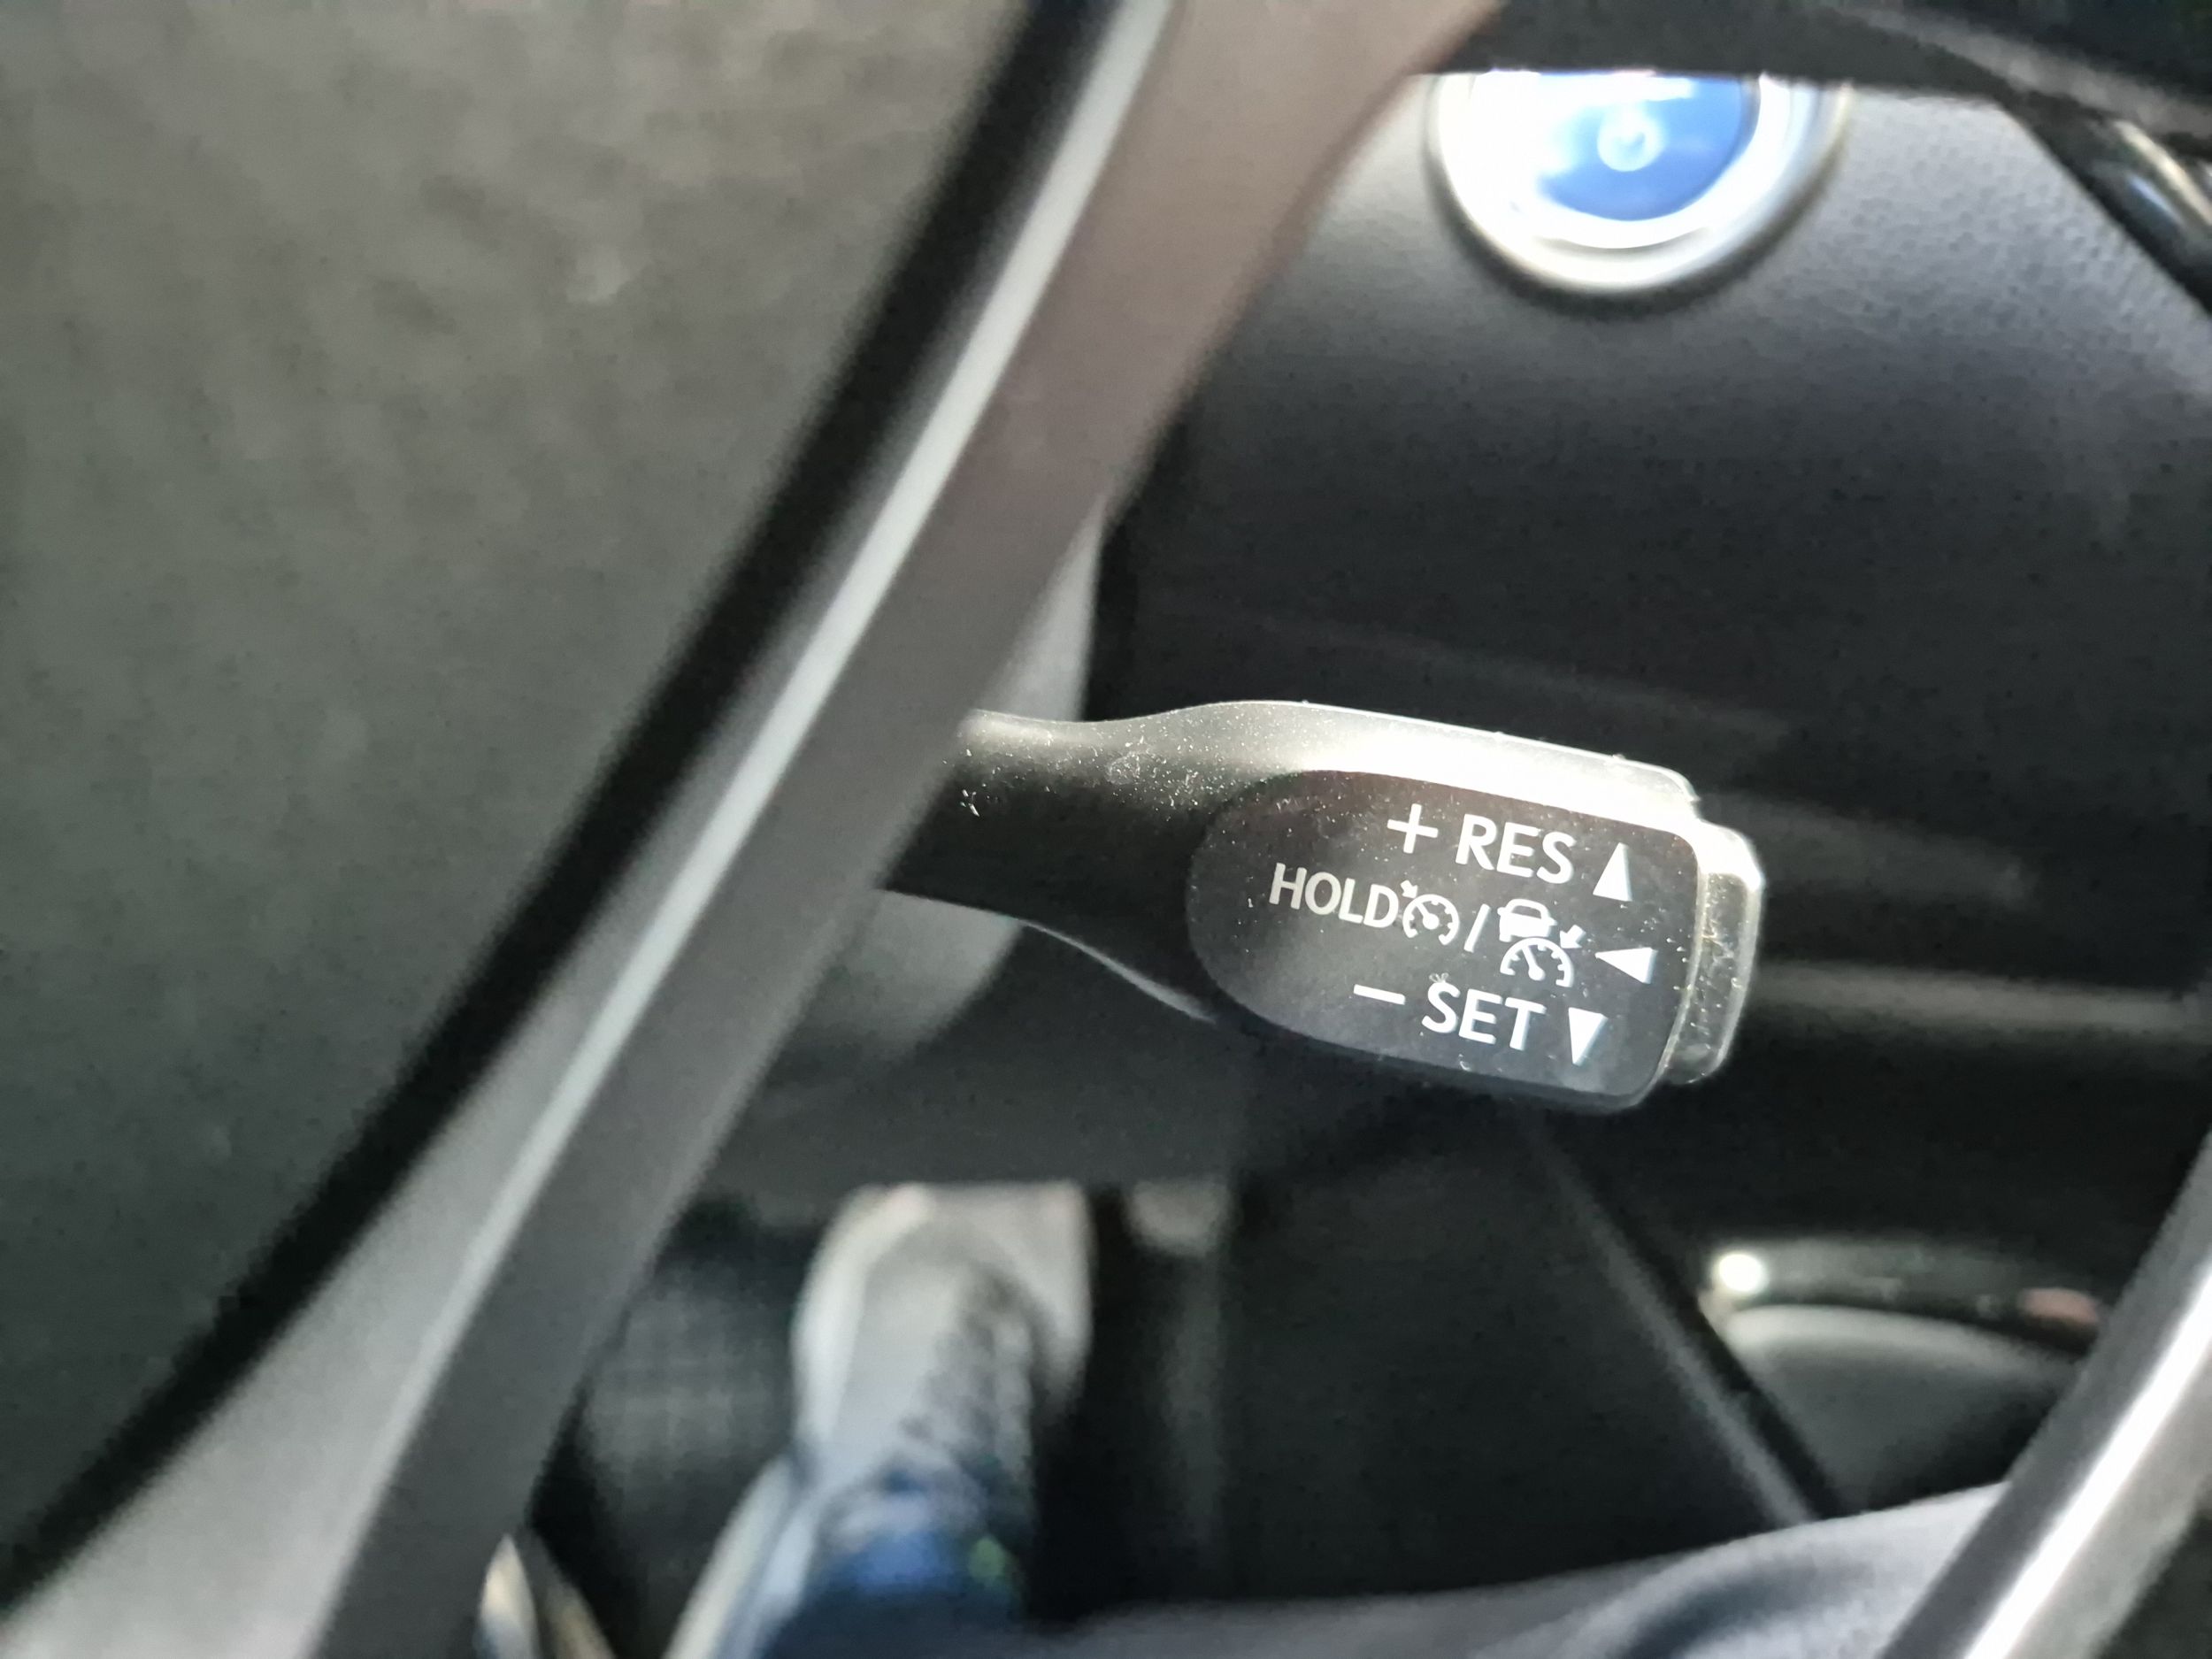 + RES
HOLD /
− SET